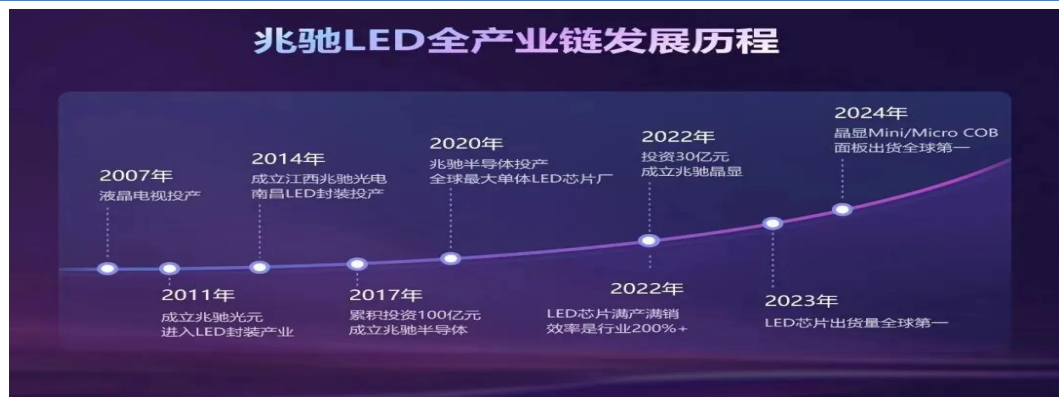 兆驰LED全产业链发展历程
2007年
液晶电视投产
2011年
成立兆驰光元
进入LED封装产业
2014年
成立江西兆驰光电
南昌LED封装投产
2017年
累积投资100亿元
成立兆驰半导体
2020年
兆驰半导体投产
全球最大单体LED芯片厂
2022年
投资30亿元
成立兆驰晶显
2022年
LED芯片满产满销
效率是行业200%+
2023年
LED芯片出货量全球第一
2024年
晶显Mini/Micro COB
面板出货全球第一